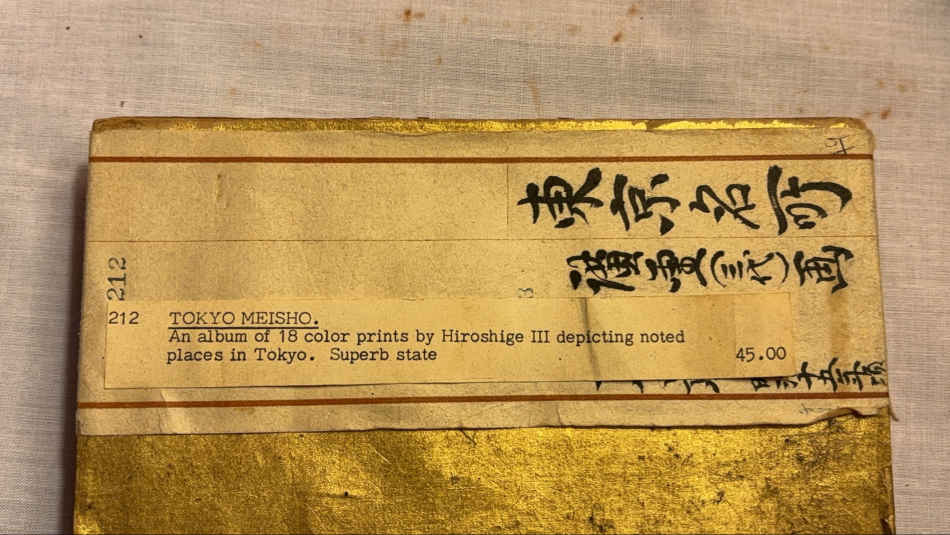 東京名所
廣重(三代)画
212
212 TOKYO MEISHO.
An album of 18 color prints by Hiroshige III depicting noted
places in Tokyo. Superb state 45.00